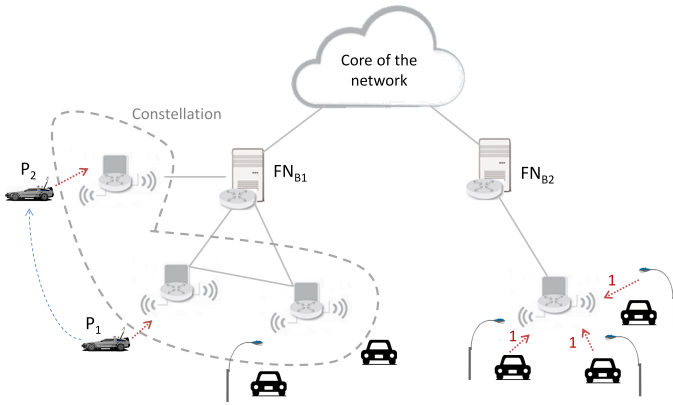 Core of the
network
Constellation
P2
FNB1
FNB2
1
P1
1
1